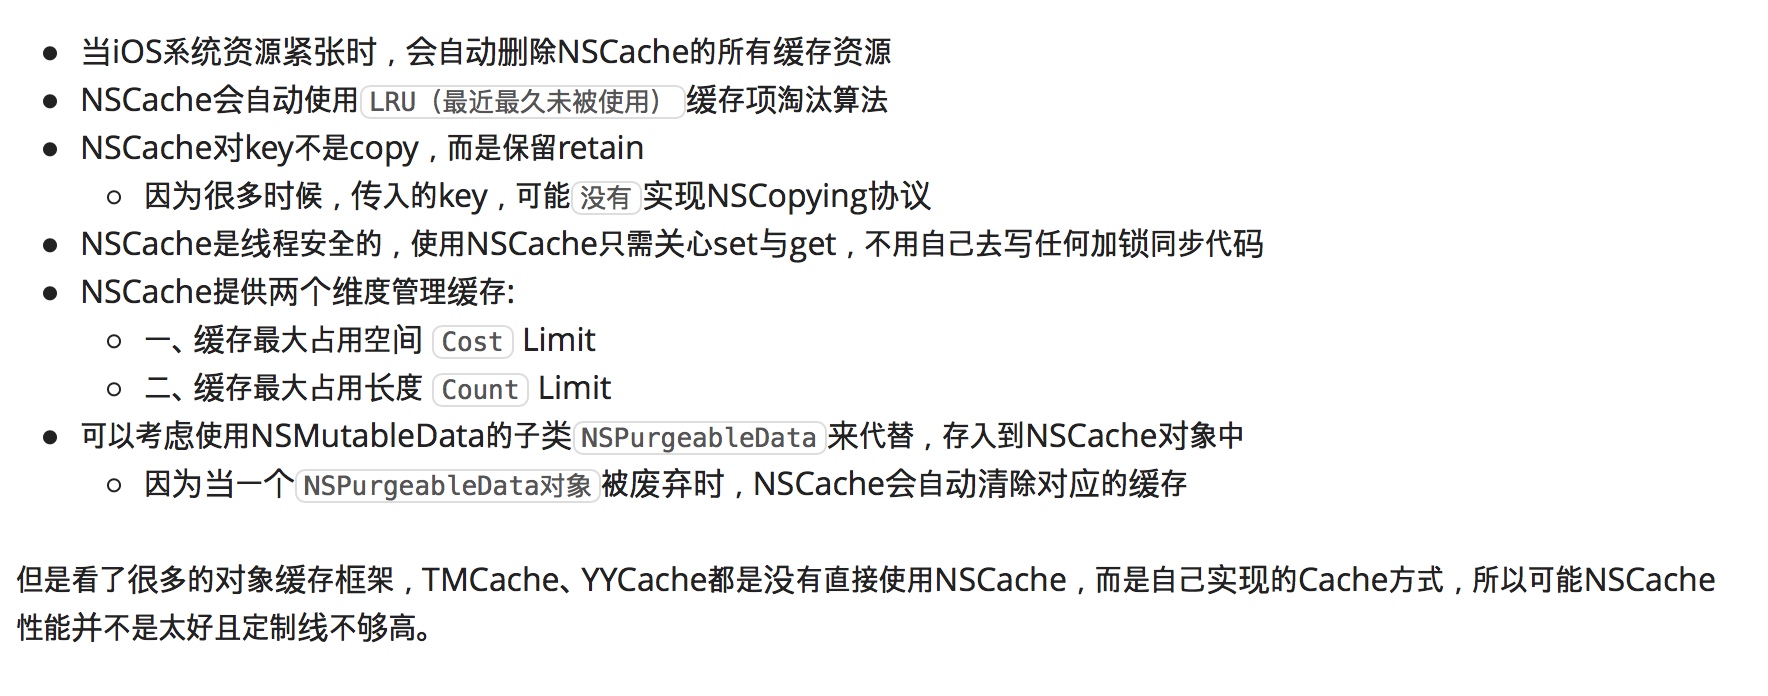 当iOS系统资源紧张时，会自动删除NSCache的所有缓存资源
NSCache会自动使用LRU（最近最久未被使用）缓存项淘汰算法
NSCache对key不是copy，而是保留retain
因为很多时候，传入的key，可能没有实现NSCopying协议
NSCache是线程安全的，使用NSCache只需关心set与get，不用自己去写任何加锁同步代码
NSCache提供两个维度管理缓存:
一、缓存最大占用空间 Cost Limit
二、缓存最大占用长度 Count Limit
可以考虑使用NSMutableData的子类NSPurgeableData来代替，存入到NSCache对象中
因为当一个NSPurgeableData对象被废弃时，NSCache会自动清除对应的缓存
但是看了很多的对象缓存框架，TMCache、YYCache都是没有直接使用NSCache，而是自己实现的Cache方式，所以可能NSCache
性能并不是太好且定制线不够高。